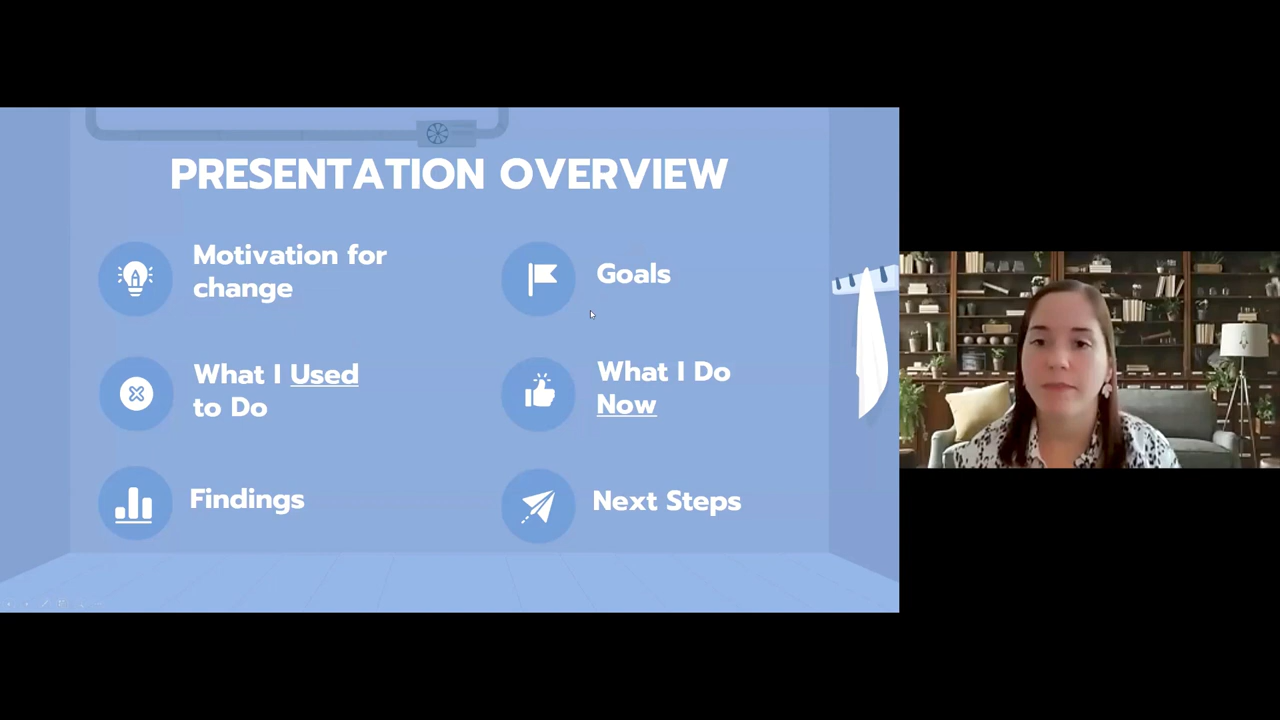 PRESENTATION OVERVIEW
Motivation for
change
Goals
What I Used
to Do
What I Do
Now
Findings
Next Steps